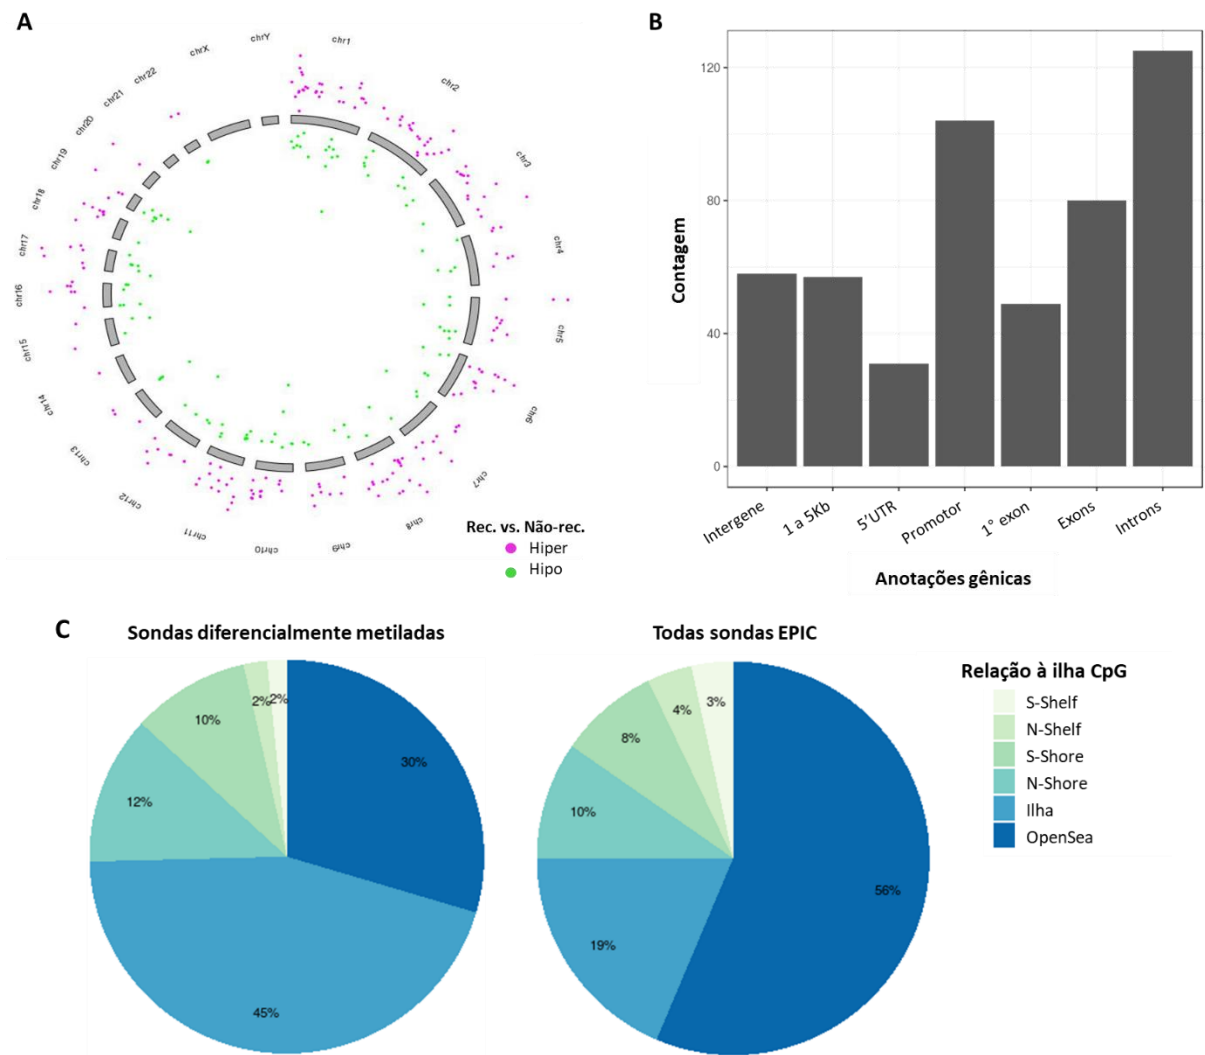 A
chrY
chr1
chrX
chr2
chr22
chr21
chr20
chr3
chr19
chr18
chr4
chr17
chr16
chr5
chr15
chr6
chr14
chr13
chr7
chr12
chr8
chr11
chr10
chr9
Rec. vs. Não-rec.
Hiper
Hipo
B
Contagem
120
80
40
0
Intergene
1 a 5Kb
5'UTR
Promotor
1° exon
Exons
Introns
Anotações gênicas
C
Sondas diferencialmente metiladas
2%
2%
10%
30%
12%
45%
Todas sondas EPIC
3%
4%
8%
10%
56%
19%
Relação à ilha CpG
S-Shelf
N-Shelf
S-Shore
N-Shore
Ilha
OpenSea